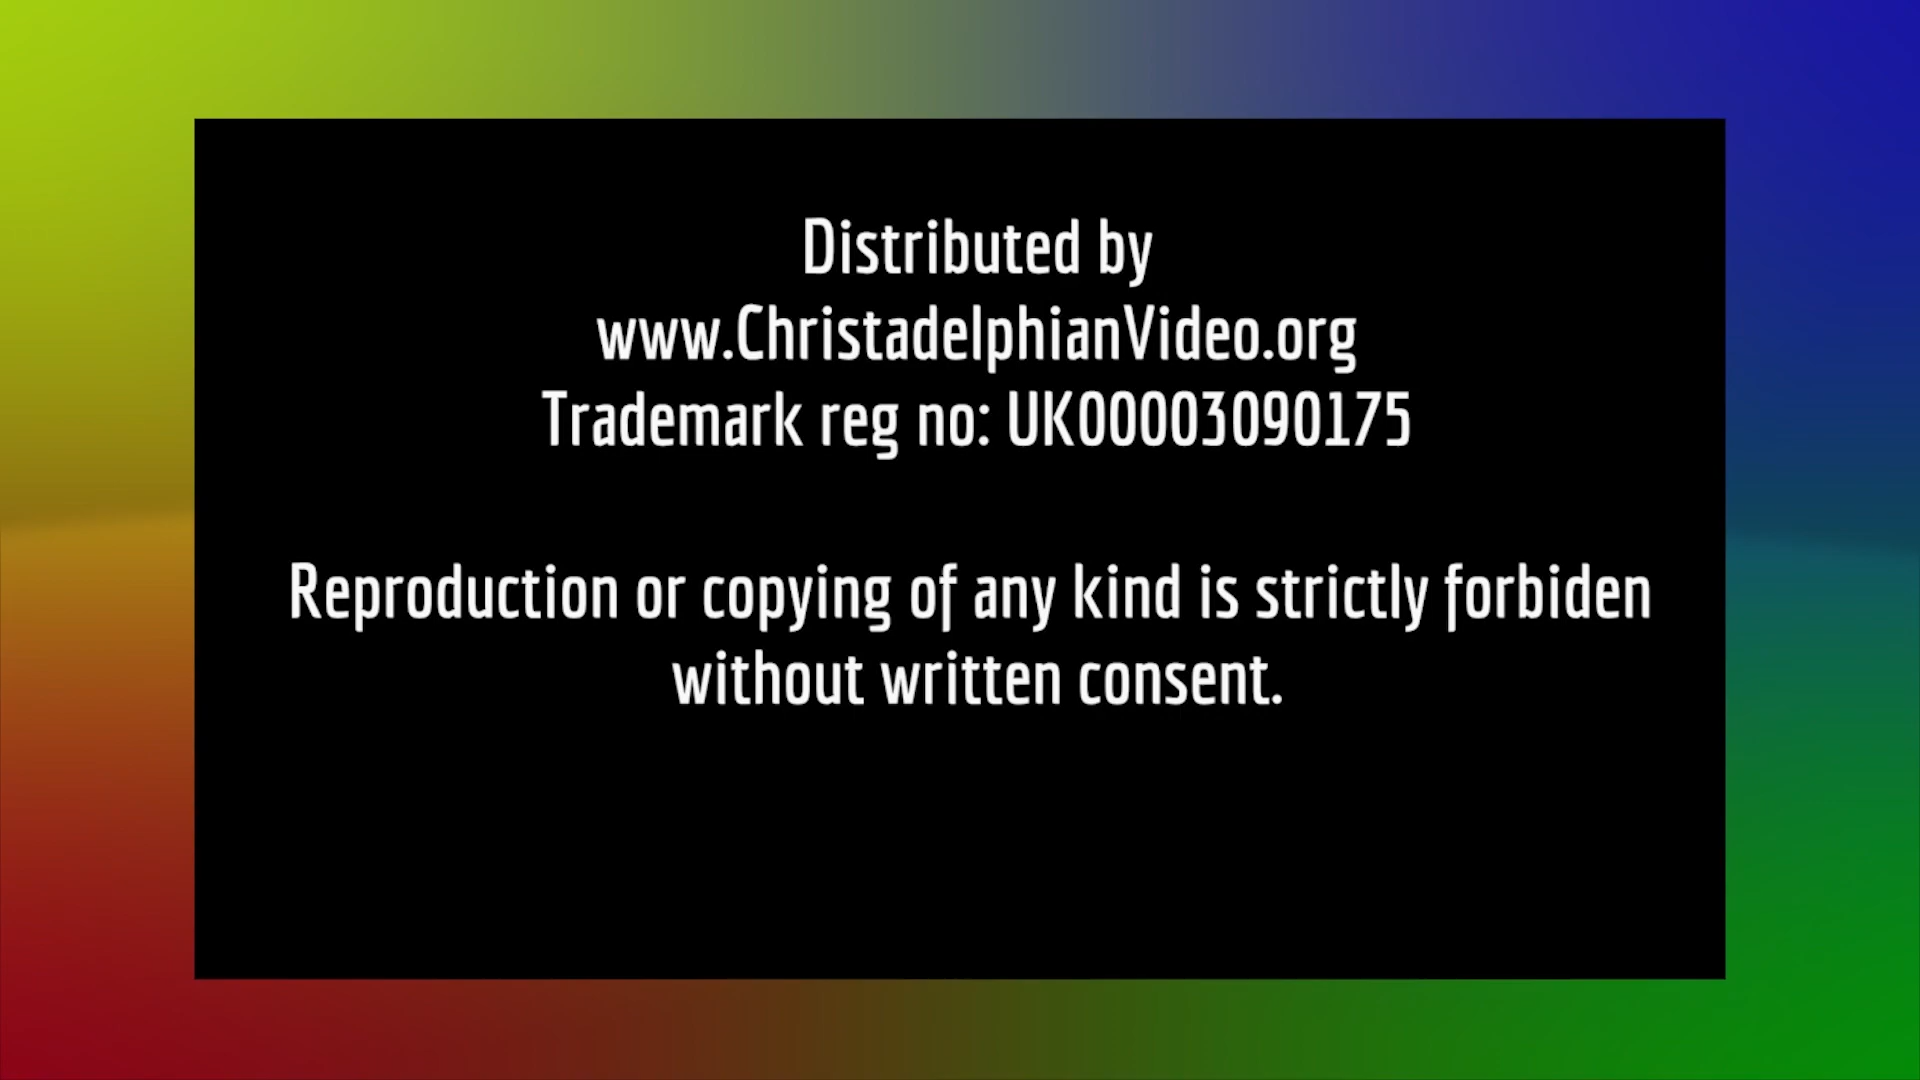 Distributed by
www.ChristadelphianVideo.org
Trademark reg no: UK00003090175
Reproduction or copying of any kind is strictly forbiden
without written consent.